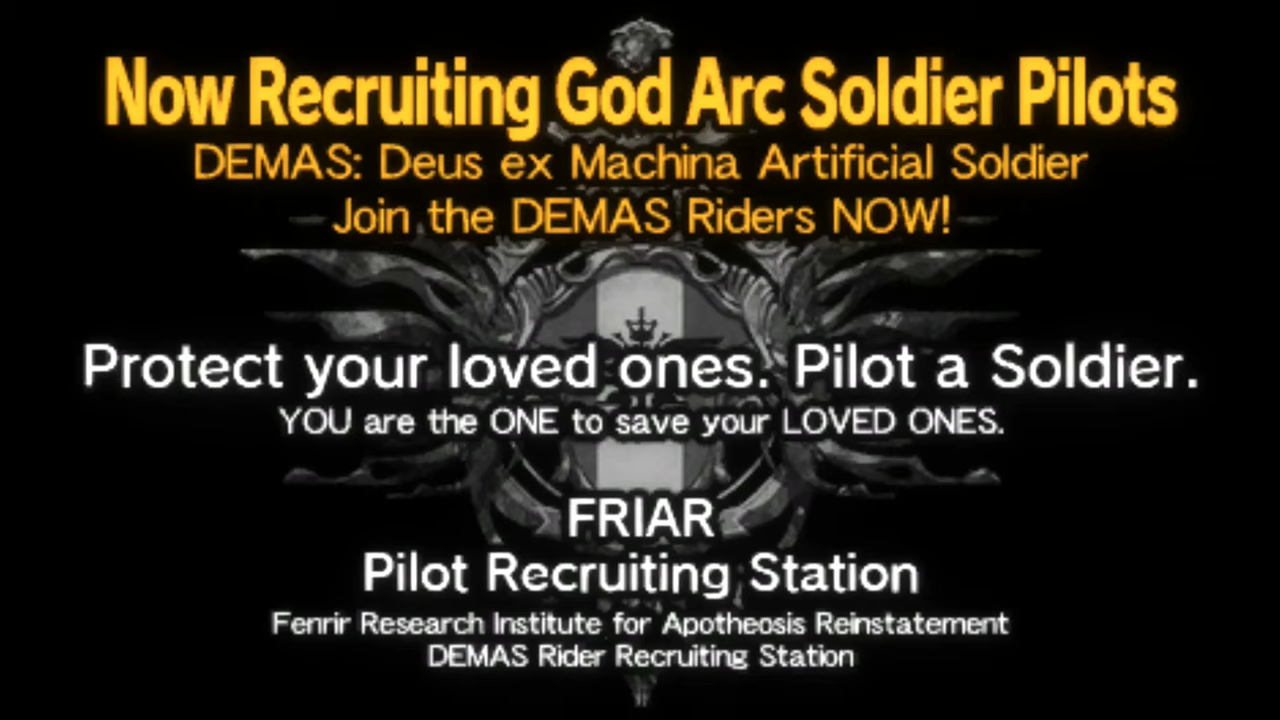 Now Recruiting God Arc Soldier Pilots
DEMAS: Deus ex Machina Artificial Soldier
Join the DEMAS Riders NOW!
Protect your loved ones. Pilot a Soldier.
YOU are the ONE to save your LOVED ONES.
FRIAR
Pilot Recruiting Station
Fenrir Research Institute for Apotheosis Reinstatement
DEMAS Rider Recruiting Station